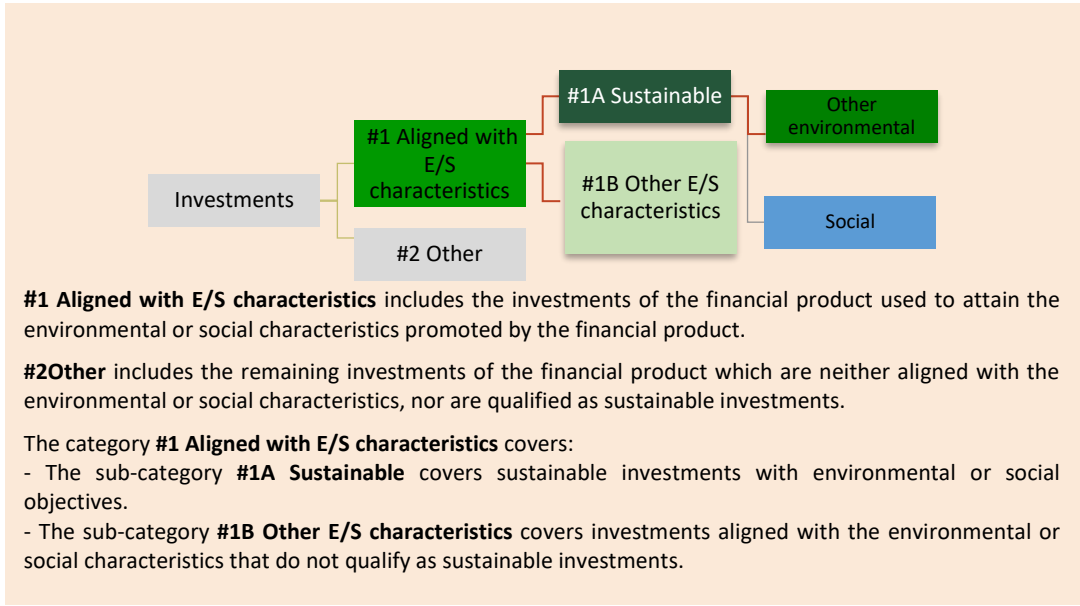 #1A Sustainable
Other
environmental
#1 Aligned with
E/S
characteristics
#1B Other E/S
characteristics
Investments
Social
#2 Other
#1 Aligned with E/S characteristics includes the investments of the financial product used to attain the
environmental or social characteristics promoted by the financial product.
#2Other includes the remaining investments of the financial product which are neither aligned with the
environmental or social characteristics, nor are qualified as sustainable investments.
The category #1 Aligned with E/S characteristics covers:
- The sub-category #1A Sustainable covers sustainable investments with environmental or social
objectives.
- The sub-category #1B Other E/S characteristics covers investments aligned with the environmental or
social characteristics that do not qualify as sustainable investments.